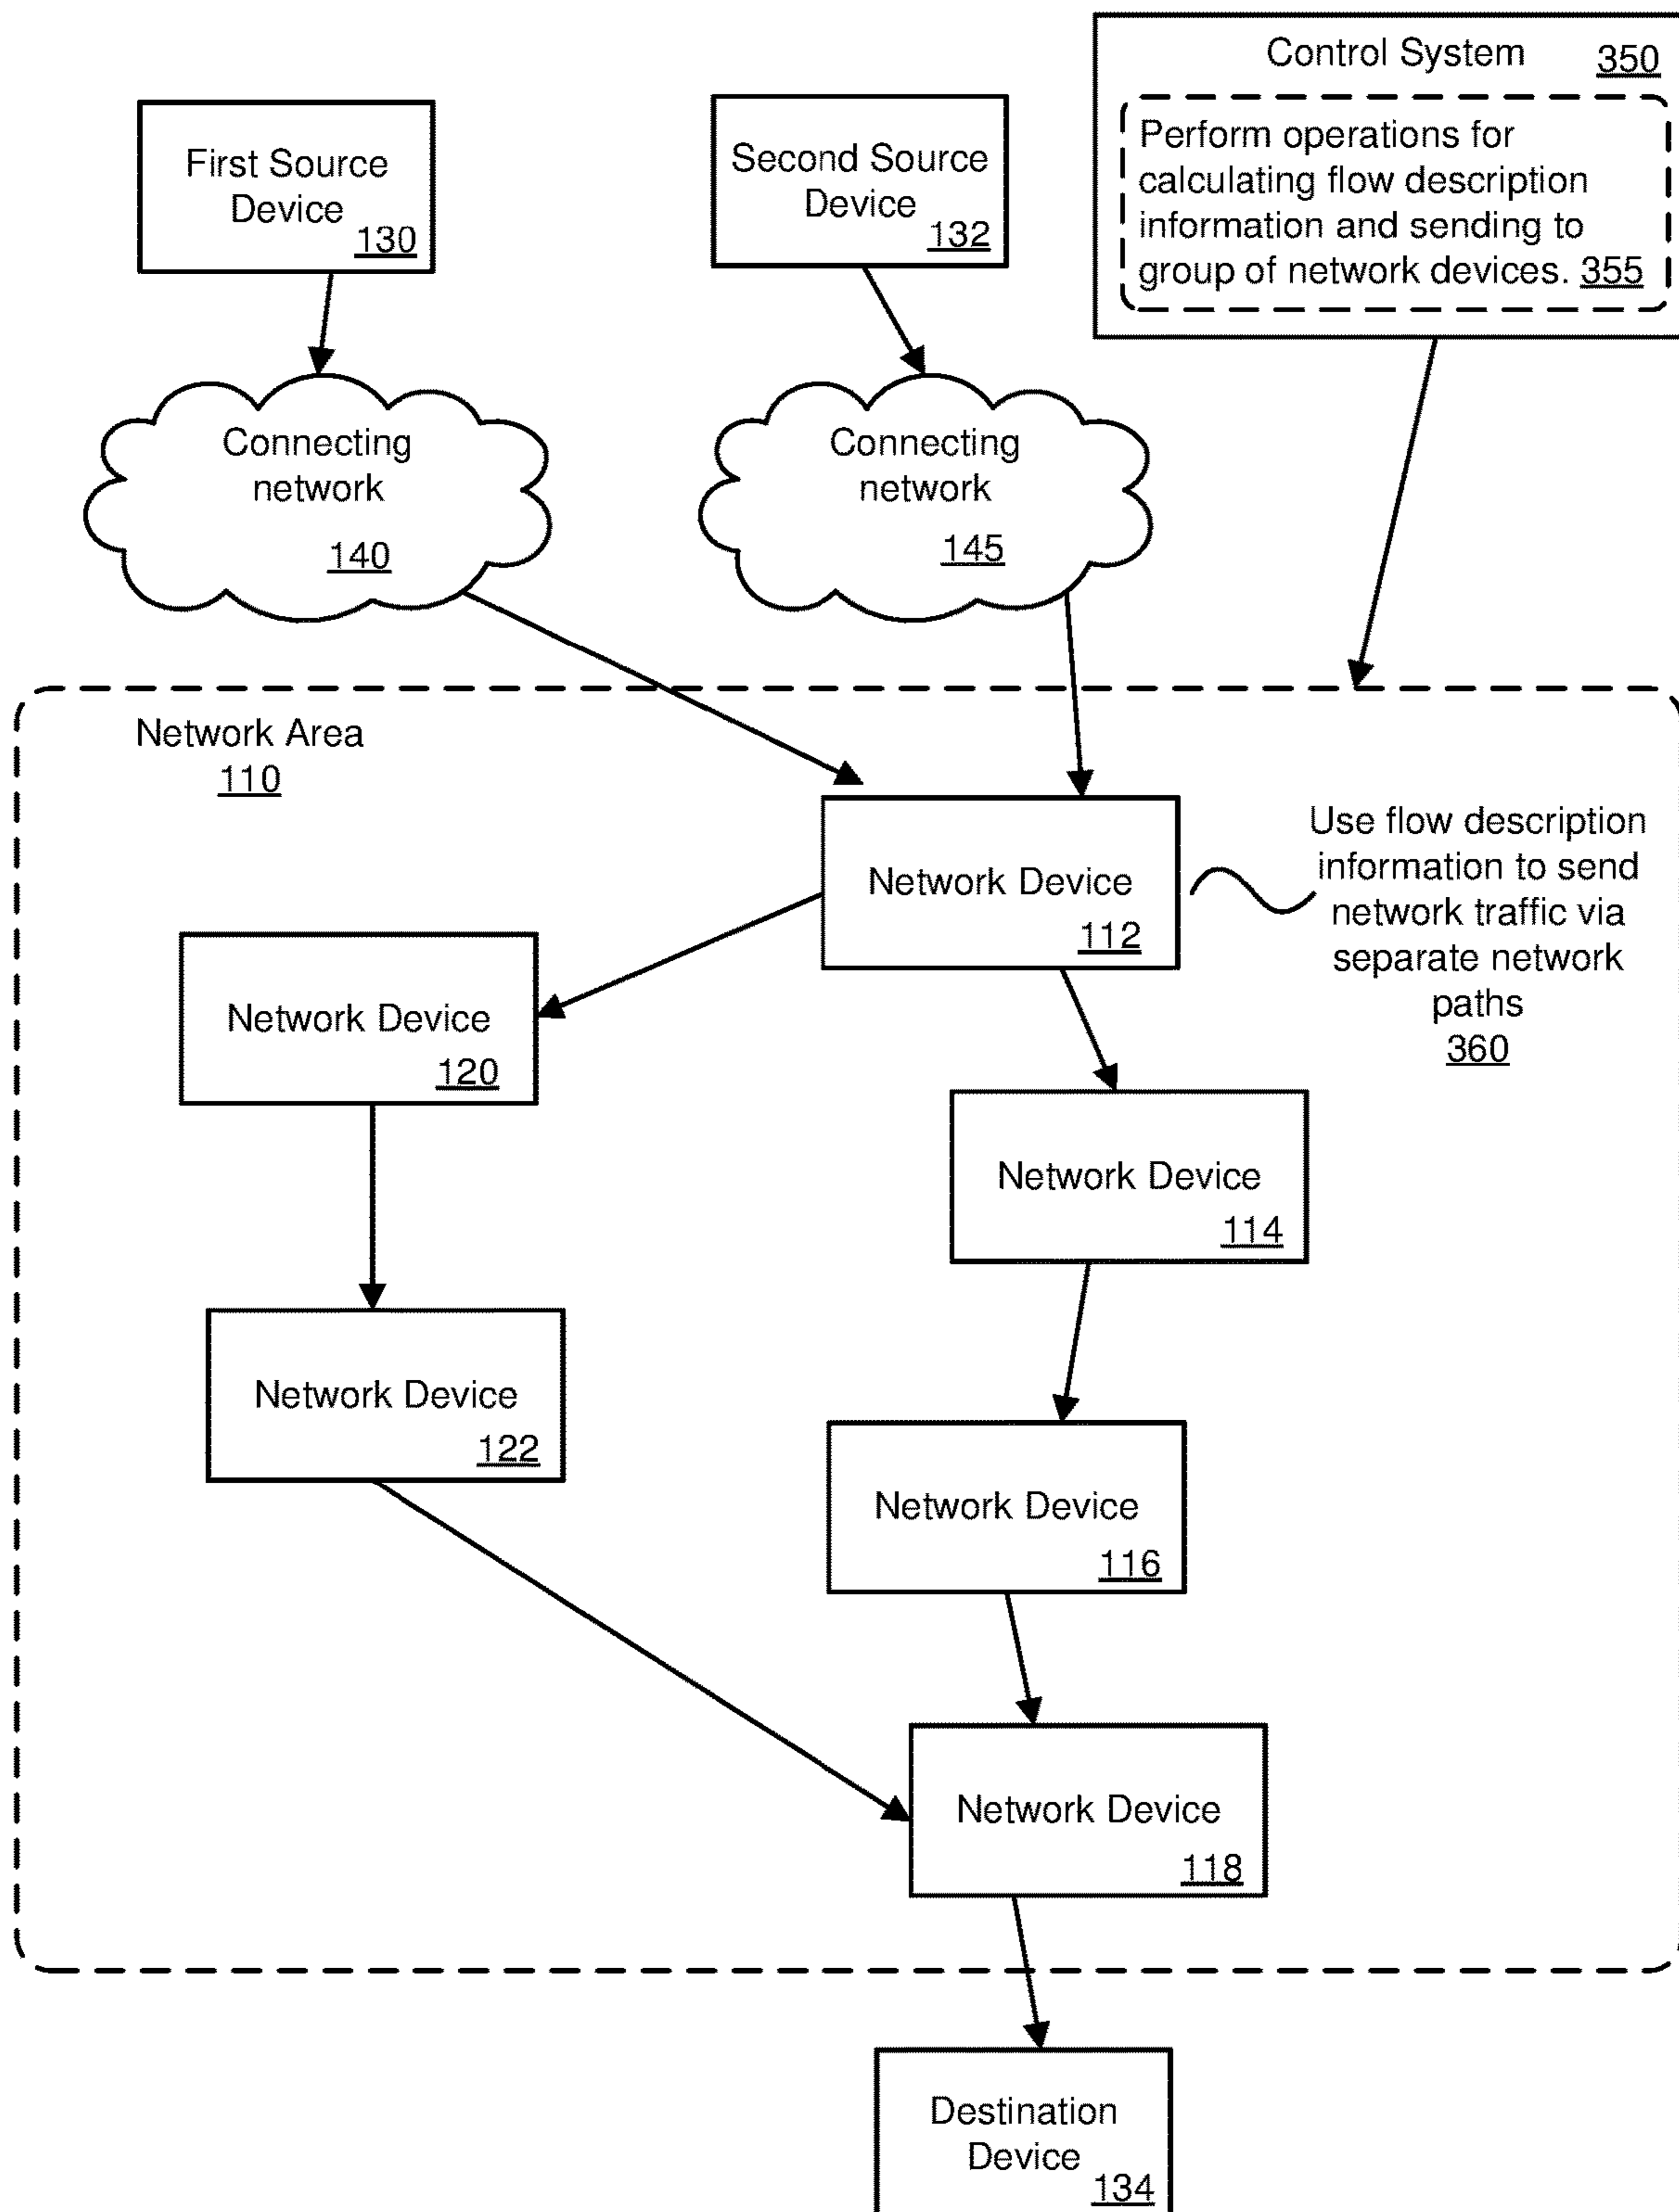 Control System 350
Perform operations for
calculating flow description
information and sending to
group of network devices. 355
First Source
Device
130
Second Source
Device
132
Connecting
network
140
Connecting
network
145
Network Area
110
Network Device
112
Use flow description
information to send
network traffic via
separate network
paths
360
Network Device
120
Network Device
114
Network Device
122
Network Device
116
Network Device
118
Destination
Device
134